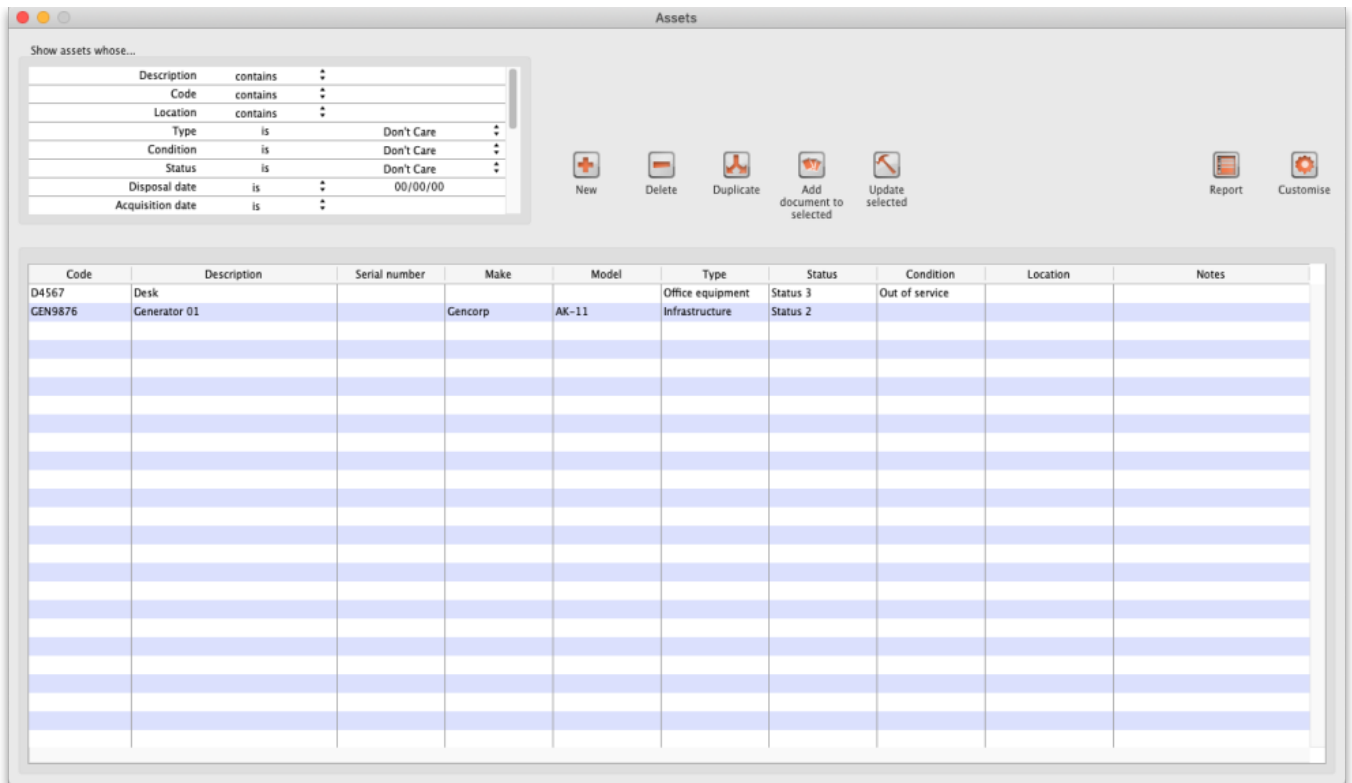 Assets
Show assets whose...
Description contains
Code contains
Location contains
Type is Don't Care
Condition is Don't Care
Status is Don't Care
Disposal date is 00/00/00
Acquisition date is
New
Delete
Duplicate
Add document to selected
Update selected
Report
Customise
Code Description Serial number Make Model Type Status Condition Location Notes
D4567 Desk Office equipment Status 3 Out of service
GEN9876 Generator 01 Gencorp AK-11 Infrastructure Status 2